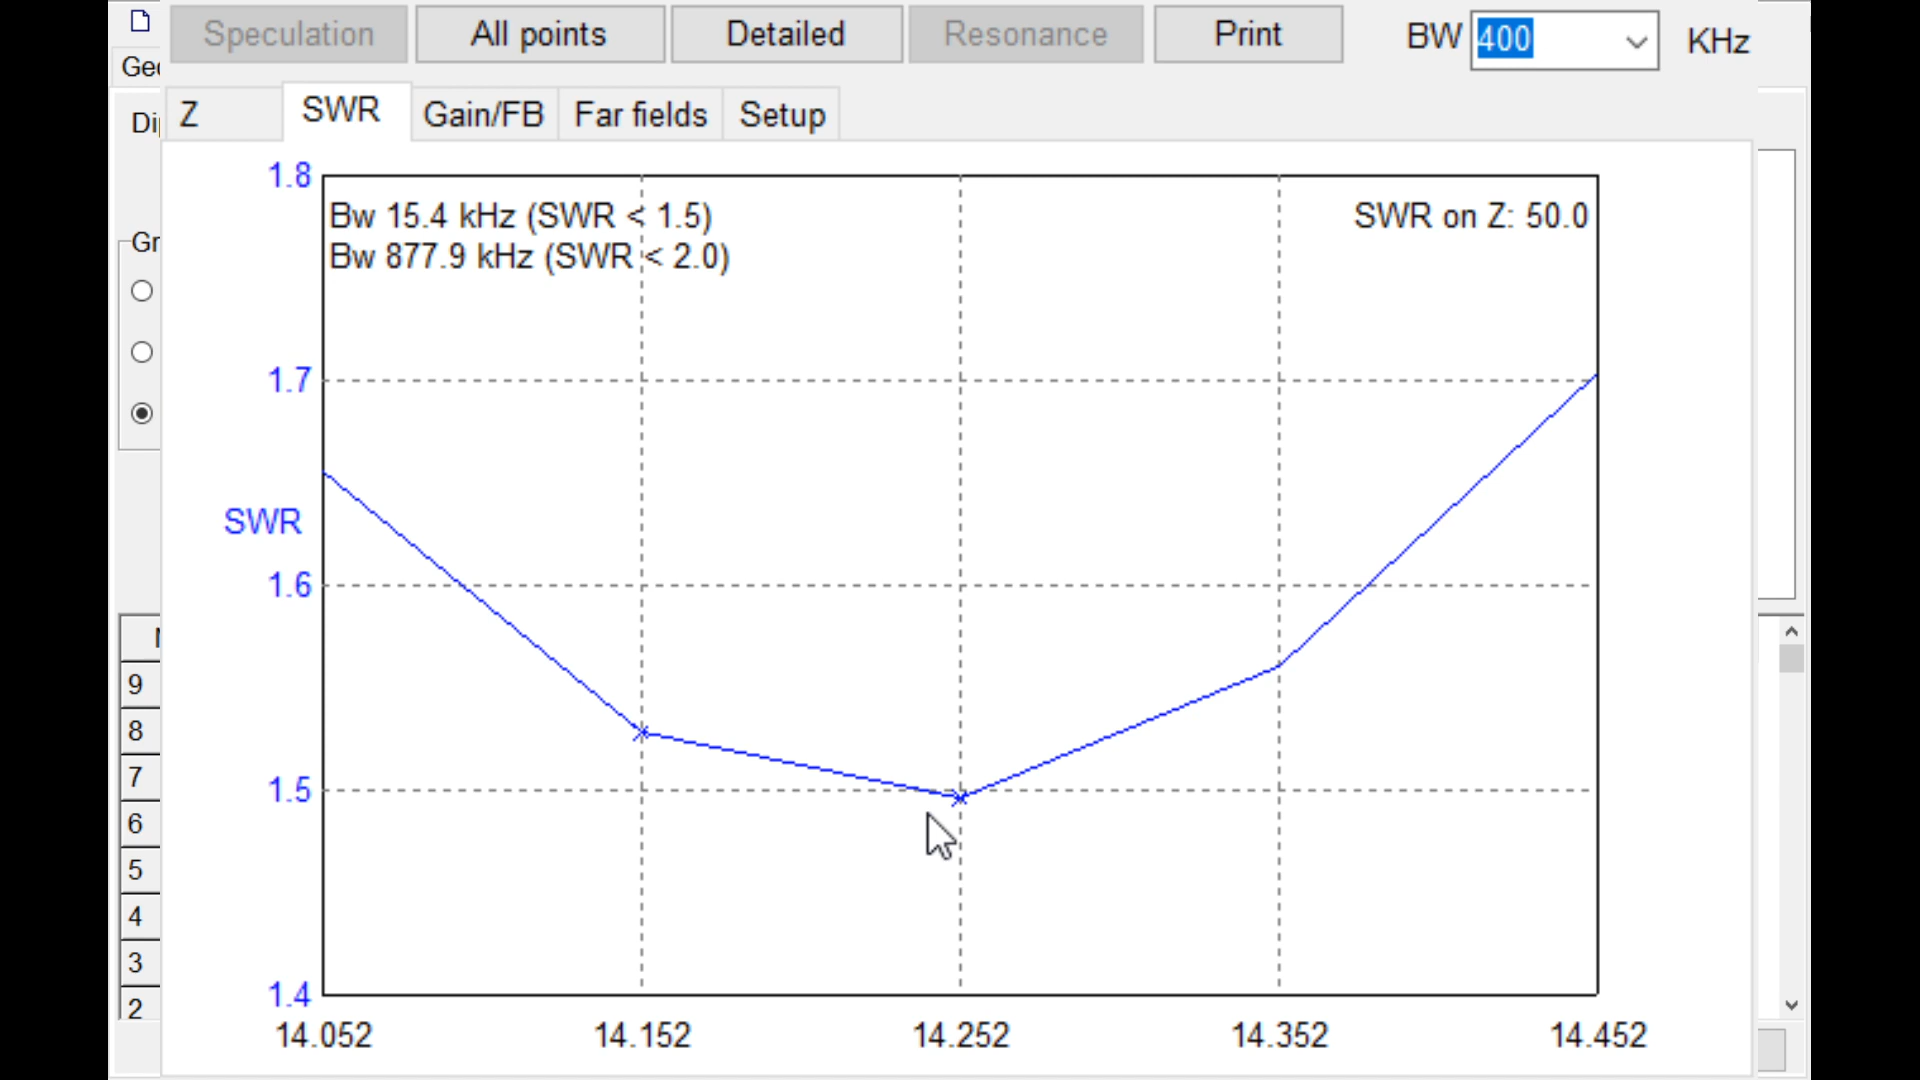 Speculation All points Detailed Resonance Print BW 400 KHz
Z SWR Gain/FB Far fields Setup
1.8
Bw 15.4 kHz (SWR < 1.5) SWR on Z: 50.0
Bw 877.9 kHz (SWR < 2.0)
1.7
SWR
1.6
1.5
1.4
14.052 14.152 14.252 14.352 14.452
9
8
7
6
5
4
3
2